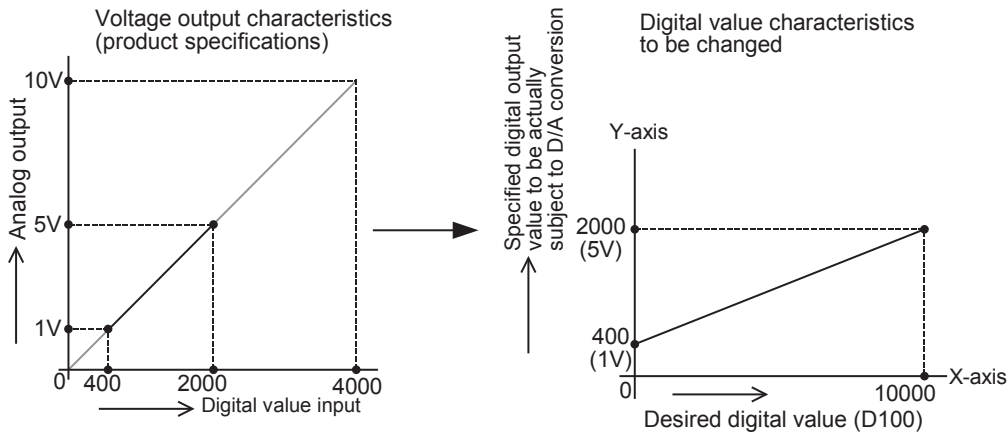 Voltage output characteristics
(product specifications)
10V
5V
1V
0
400
2000
4000
Analog output
Digital value input
Digital value characteristics
to be changed
Specified digital output
value to be actually
subject to D/A conversion
Y-axis
2000
(5V)
400
(1V)
0
10000
X-axis
Desired digital value (D100)